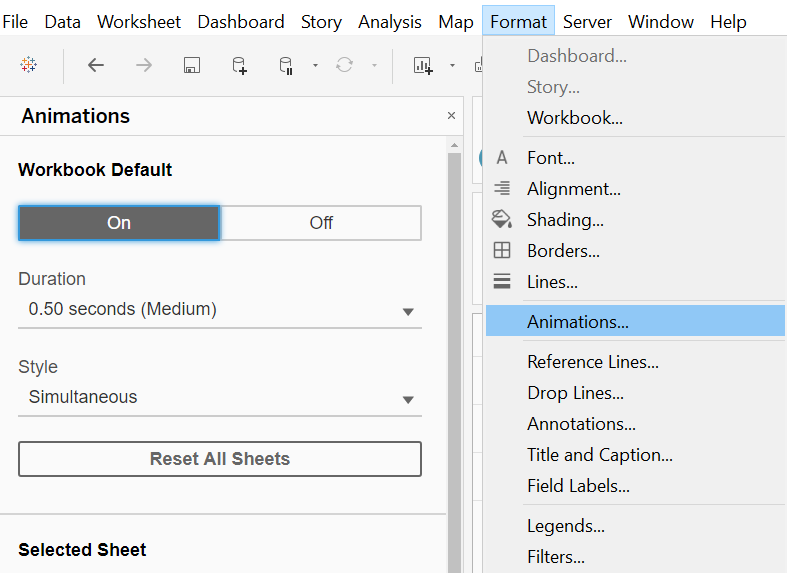 File Data Worksheet Dashboard Story Analysis Map Format Server Window Help
Animations
Workbook Default
On Off
Duration
0.50 seconds (Medium)
Style
Simultaneous
Reset All Sheets
Selected Sheet
Dashboard...
Story...
Workbook...
A Font...
Alignment...
Shading...
Borders...
Lines...
Animations...
Reference Lines...
Drop Lines...
Annotations...
Title and Caption...
Field Labels...
Legends...
Filters...